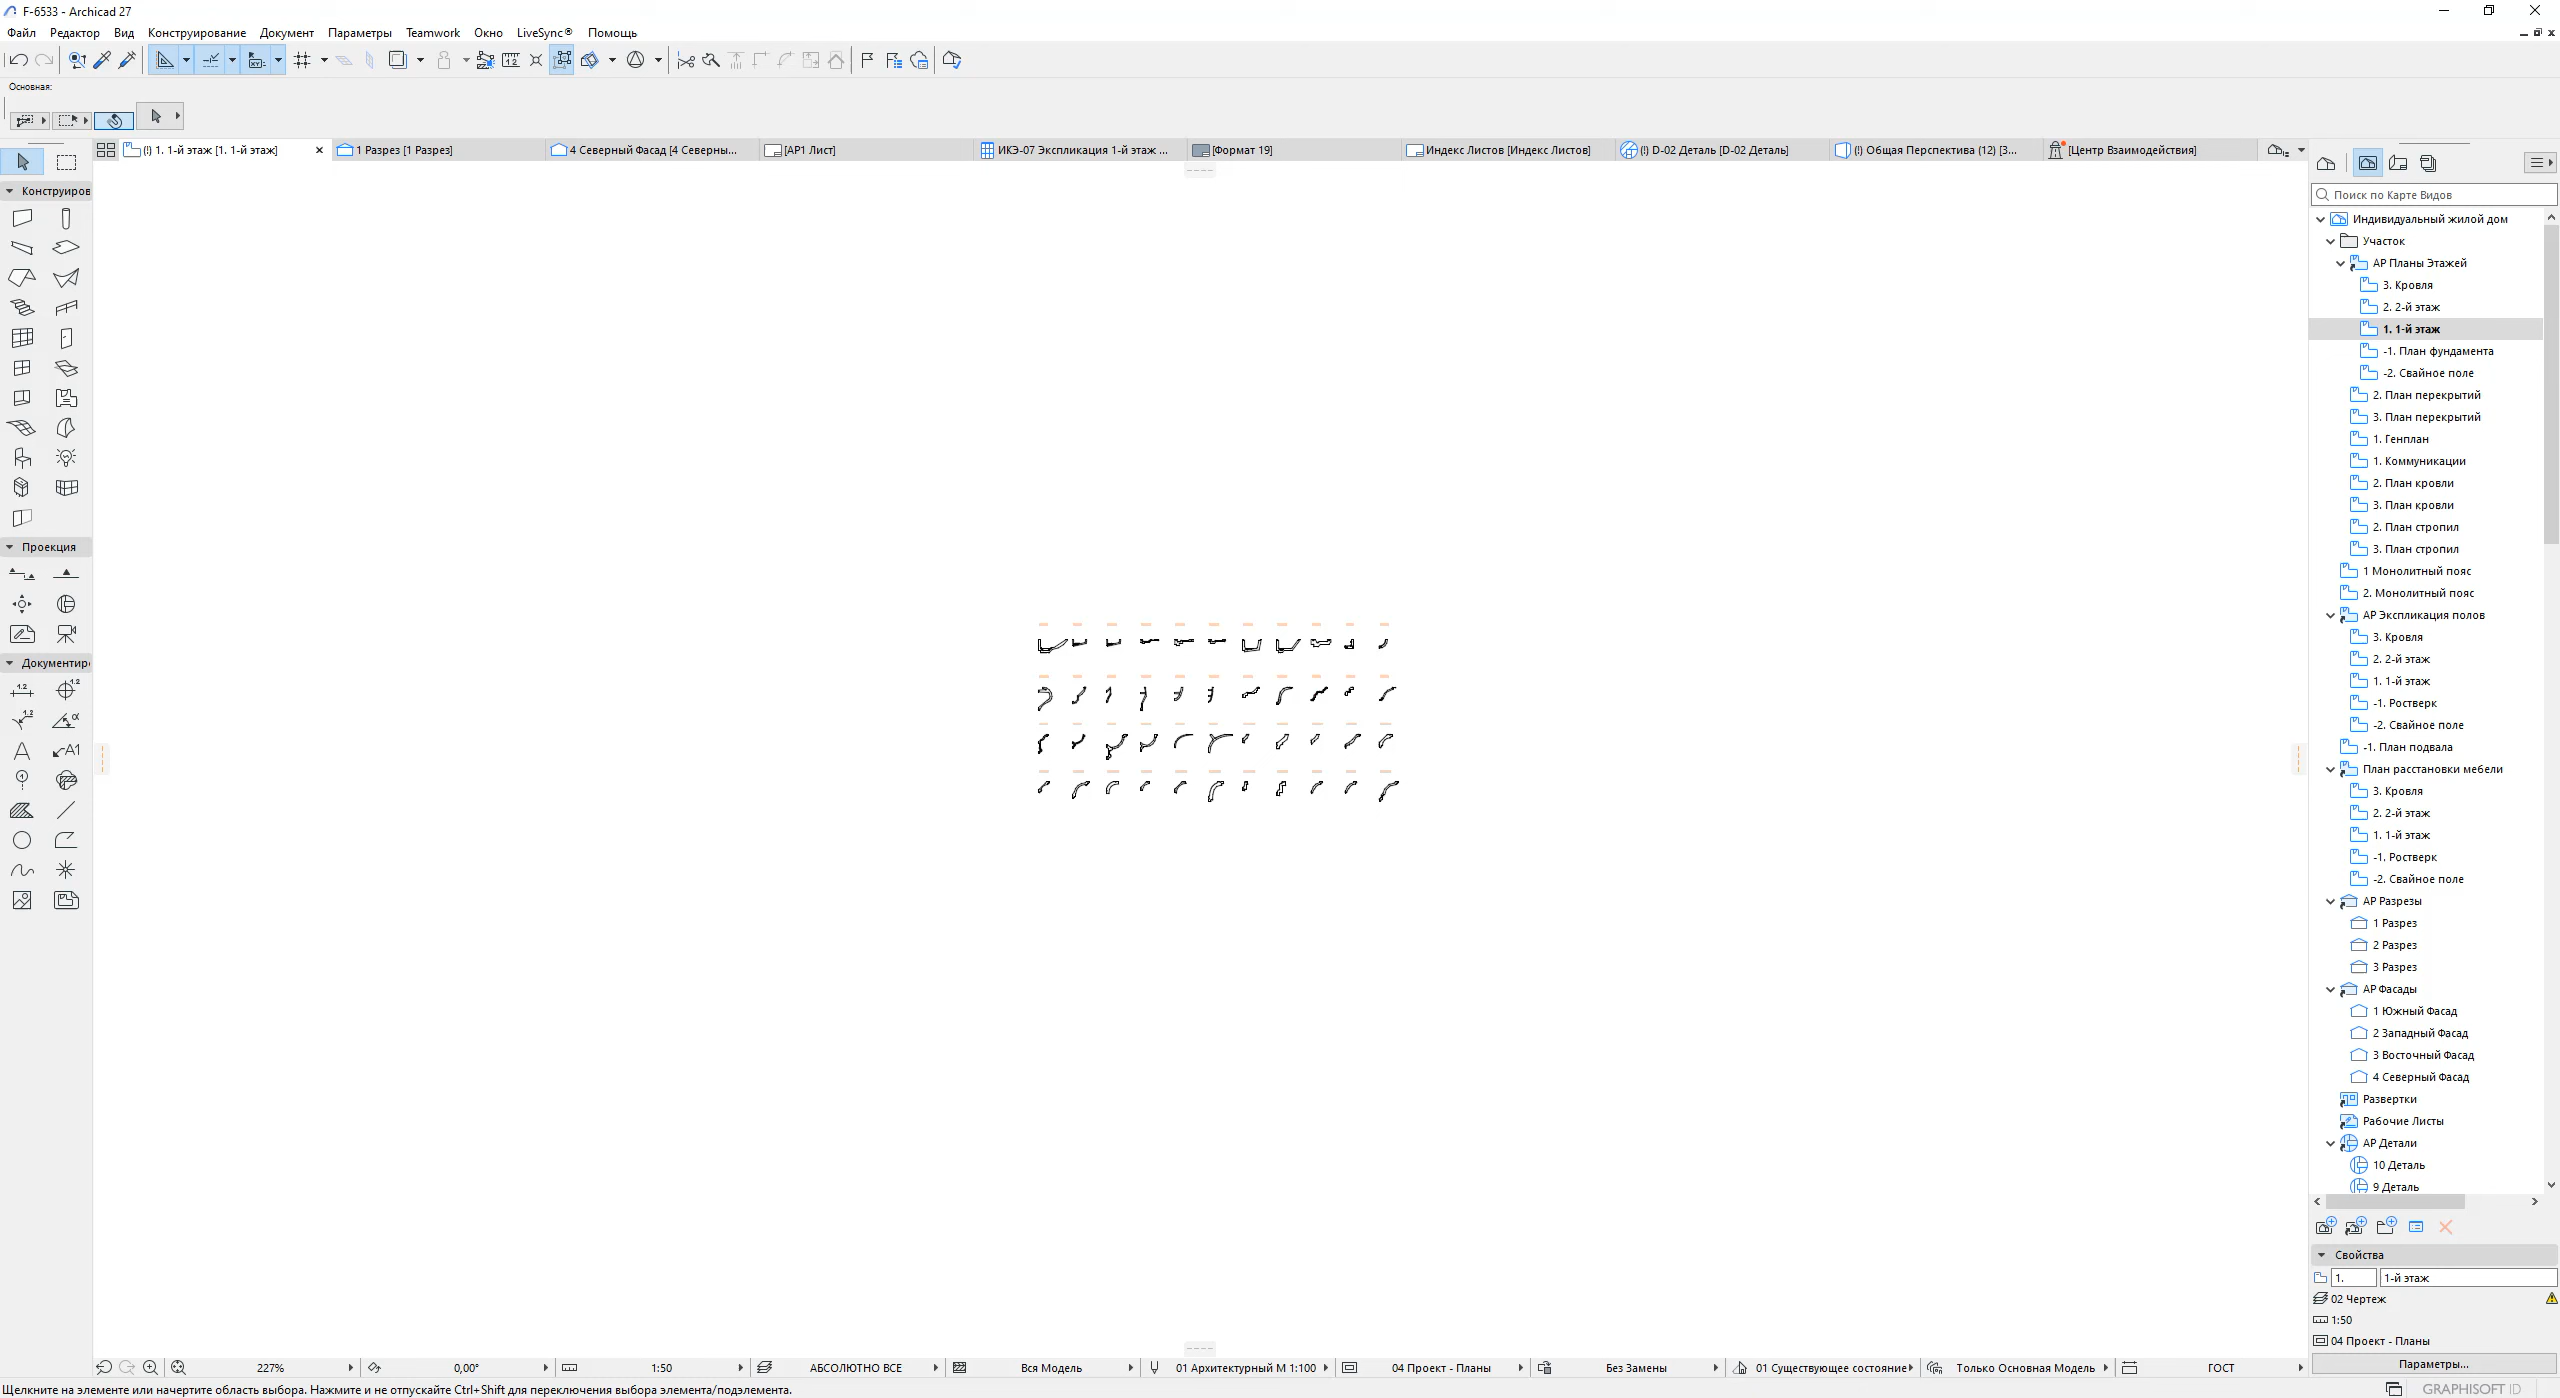 F-6533 - Archicad 27
Файл Редактор Вид Конструирование Документ Параметры Teamwork Окно LiveSync® Помощь
Основная:
(!) 1. 1-й этаж [1. 1-й этаж]
1 Разрез [1 Разрез]
4 Северный Фасад [4 Северны...
[АР1 Лист]
ИКЭ-07 Экспликация 1-й этаж ...
[Формат 19]
Индекс Листов [Индекс Листов]
(!) D-02 Деталь [D-02 Деталь]
(!) Общая Перспектива (12) [3...
[Центр Взаимодействия]
Конструиров
Проекция
Документир
Поиск по Карте Видов
Индивидуальный жилой дом
Участок
АР Планы Этажей
3. Кровля
2. 2-й этаж
1. 1-й этаж
-1. План фундамента
-2. Свайное поле
2. План перекрытий
3. План перекрытий
1. Генплан
1. Коммуникации
2. План кровли
3. План кровли
2. План стропил
3. План стропил
1 Монолитный пояс
2. Монолитный пояс
АР Экспликация полов
3. Кровля
2. 2-й этаж
1. 1-й этаж
-1. Ростверк
-2. Свайное поле
-1. План подвала
План расстановки мебели
3. Кровля
2. 2-й этаж
1. 1-й этаж
-1. Ростверк
-2. Свайное поле
АР Разрезы
1 Разрез
2 Разрез
3 Разрез
АР Фасады
1 Южный Фасад
2 Западный Фасад
3 Восточный Фасад
4 Северный Фасад
Развертки
Рабочие Листы
АР Детали
10 Деталь
9 Деталь
Свойства
1. 1-й этаж
02 Чертеж
1:50
04 Проект - Планы
Параметры...
227% 0,00° 1:50 АБСОЛЮТНО ВСЕ Вся Модель 01 Архитектурный М 1:100 04 Проект - Планы Без Замены 01 Существующее состояние Только Основная Модель ГОСТ
Щелкните на элементе или начертите область выбора. Нажмите и не отпускайте Ctrl+Shift для переключения выбора элемента/подэлемента.
GRAPHISOFT ID